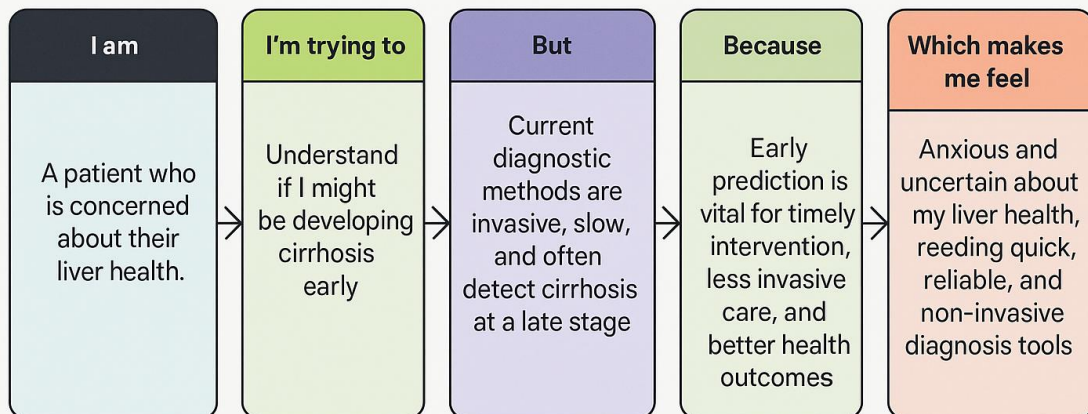 I am
A patient who
is concerned
about their
liver health.
I'm trying to
Understand
if I might
be developing
cirrhosis
early
But
Current
diagnostic
methods are
invasive, slow,
and often
detect cirrhosis
at a late stage
Because
Early
prediction is
vital for timely
intervention,
less invasive
care, and
better health
outcomes
Which makes
me feel
Anxious and
uncertain about
my liver health,
reeding quick,
reliable, and
non-invasive
diagnosis tools